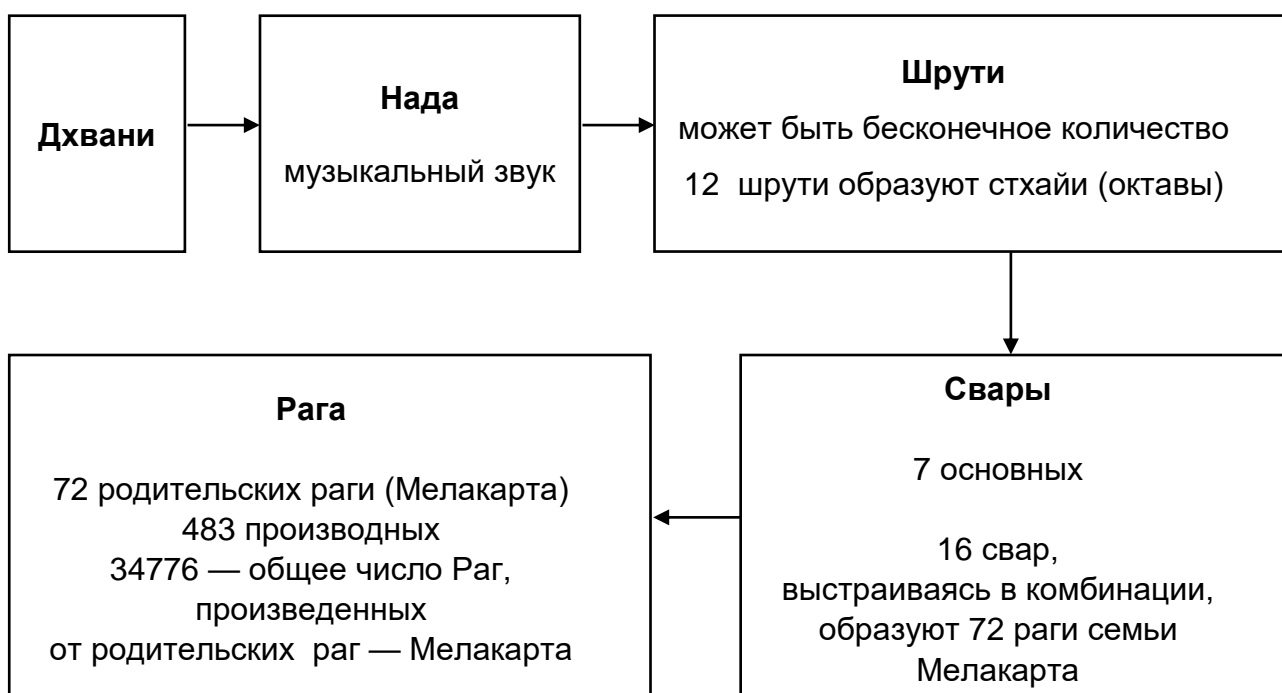 Дхвани
Нада
музыкальный звук
Шрути
может быть бесконечное количество
12 шрути образуют стхайи (октавы)
Свары
7 основных
16 свар,
выстраиваясь в комбинации,
образуют 72 раги семьи
Мелакарта
Рага
72 родительских раги (Мелакарта)
483 производных
34776 — общее число Раг,
произведенных
от родительских раг — Мелакарта